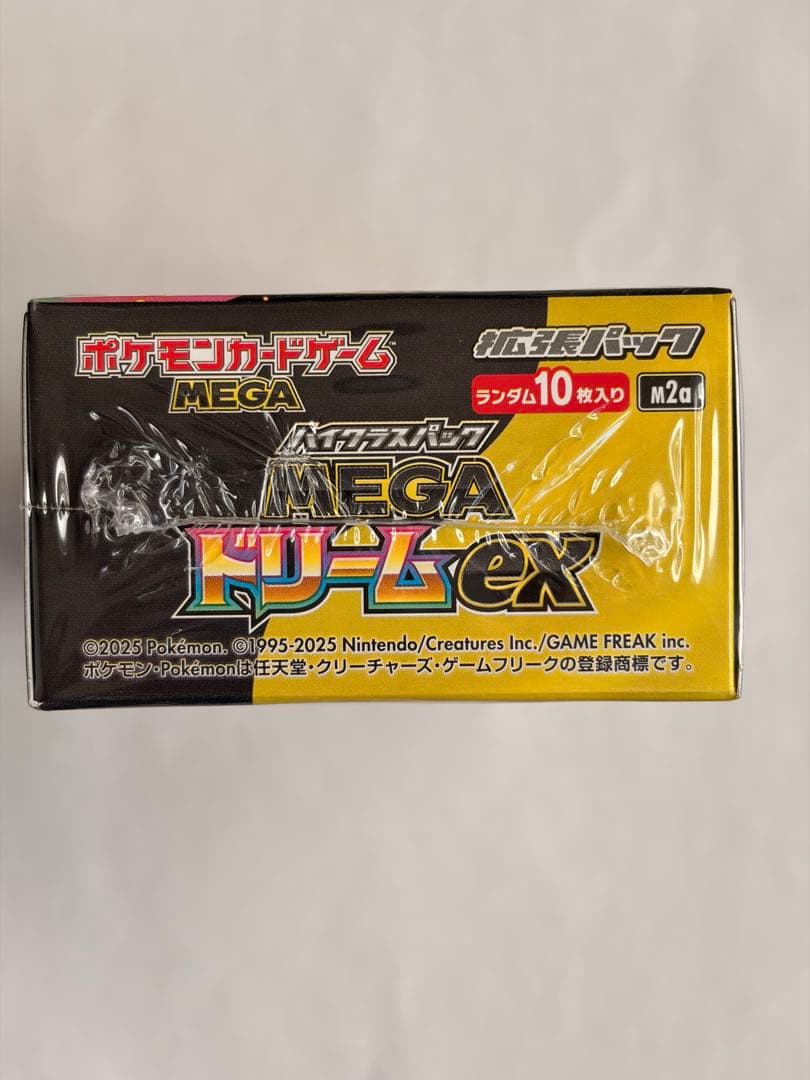 ポケモンカードゲーム™
MEGA
拡張パック
ランダム10枚入り
M2a
ハイクラスパック
MEGA
ドリームex
©2025 Pokémon. ©1995-2025 Nintendo/Creatures Inc./GAME FREAK inc.
ポケモン・Pokémonは任天堂・クリーチャーズ・ゲームフリークの登録商標です。